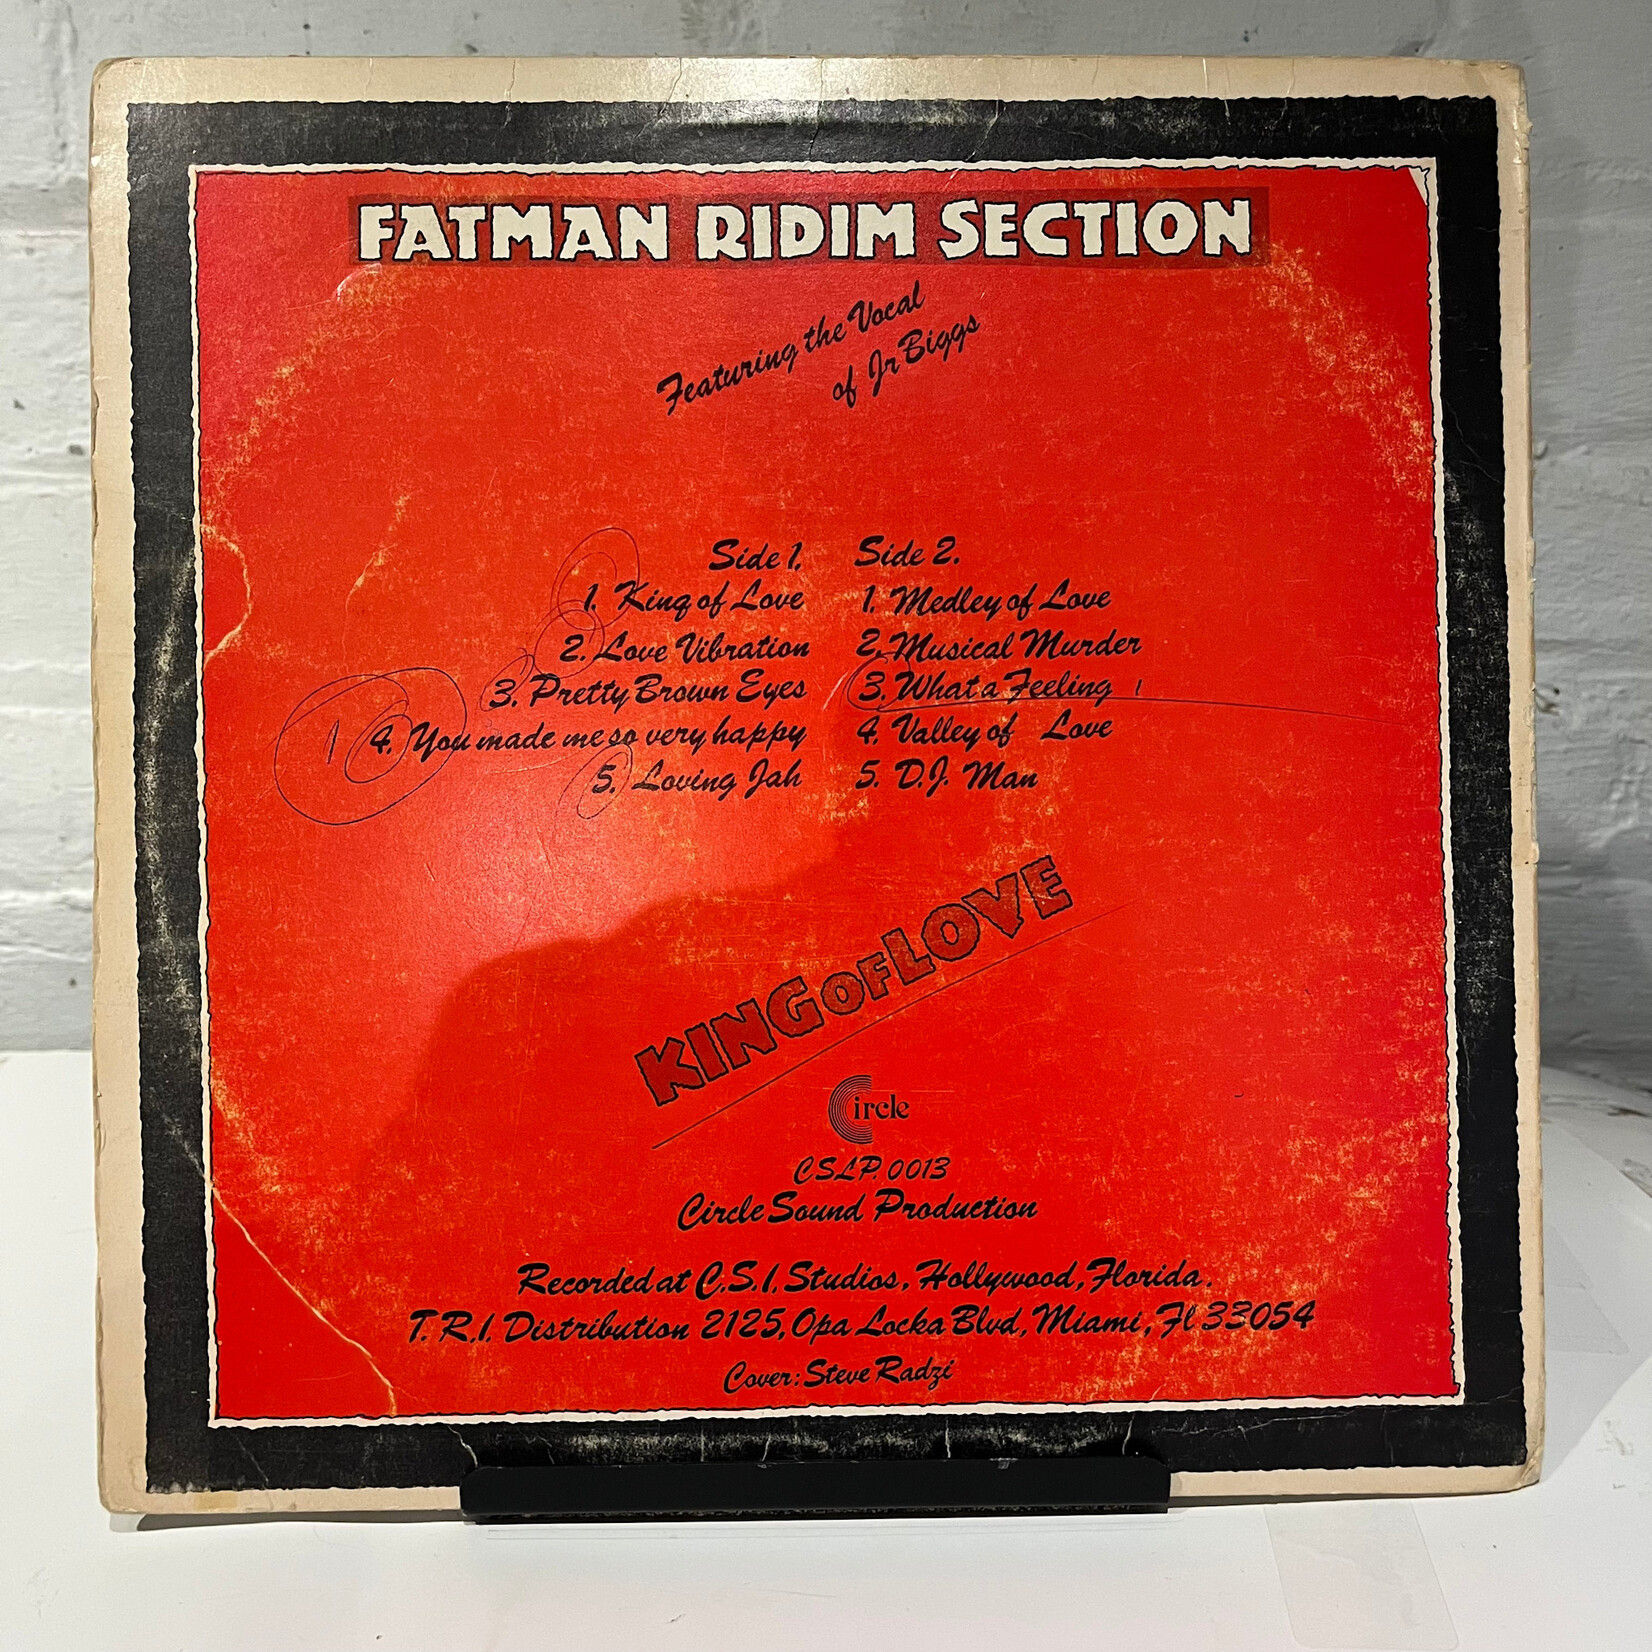 FATMAN RIDIM SECTION
Featuring the Vocal
of Jr Biggs
Side 1.
1. King of Love
2. Love Vibration
3. Pretty Brown Eyes
1 4. You made me so very happy
5. Loving Jah
Side 2.
1. Medley of Love
2. Musical Murder
3. What a Feeling 1
4. Valley of Love
5. D.J. Man
KING OF LOVE
Circle
CSLP. 0013
Circle Sound Production
Recorded at C.S.I. Studios, Hollywood, Florida.
T.R.I. Distribution 2125, Opa Locka Blvd, Miami, Fl 33054
Cover: Steve Radzi